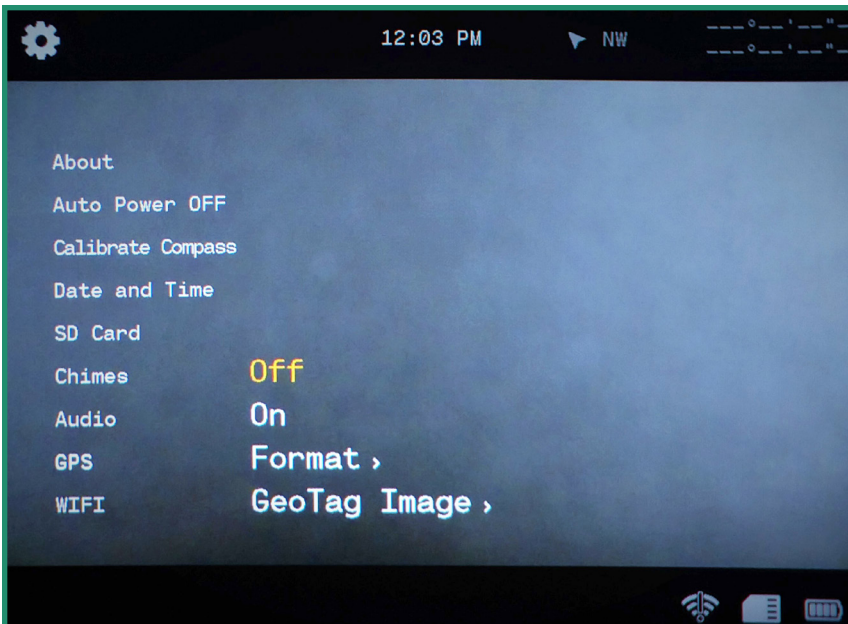 12:03 PM NW ---°--'--"-
---°--'--"-
About
Auto Power OFF
Calibrate Compass
Date and Time
SD Card
Chimes Off
Audio On
GPS Format ›
WIFI GeoTag Image ›